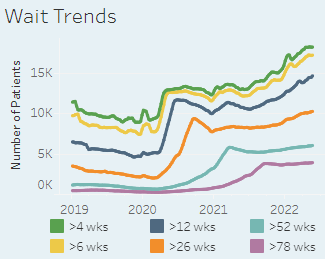 Wait Trends
Number of Patients
15K
10K
5K
0K
2019 2020 2021 2022
>4 wks >12 wks >52 wks
>6 wks >26 wks >78 wks